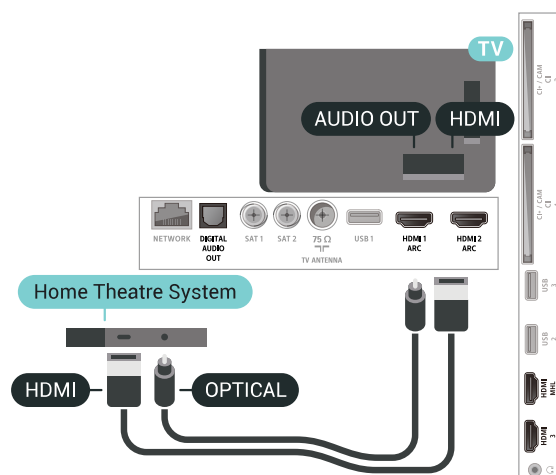 TV
AUDIO OUT
HDMI
NETWORK
DIGITAL
AUDIO
OUT
SAT 1
SAT 2
75 Ω
TV ANTENNA
USB 1
HDMI 1
ARC
HDMI 2
ARC
Home Theatre System
HDMI
OPTICAL
CI+ / CAM
CI
CI+ / CAM
CI
USB
3
USB
2
HDMI
MHL
HDMI
3